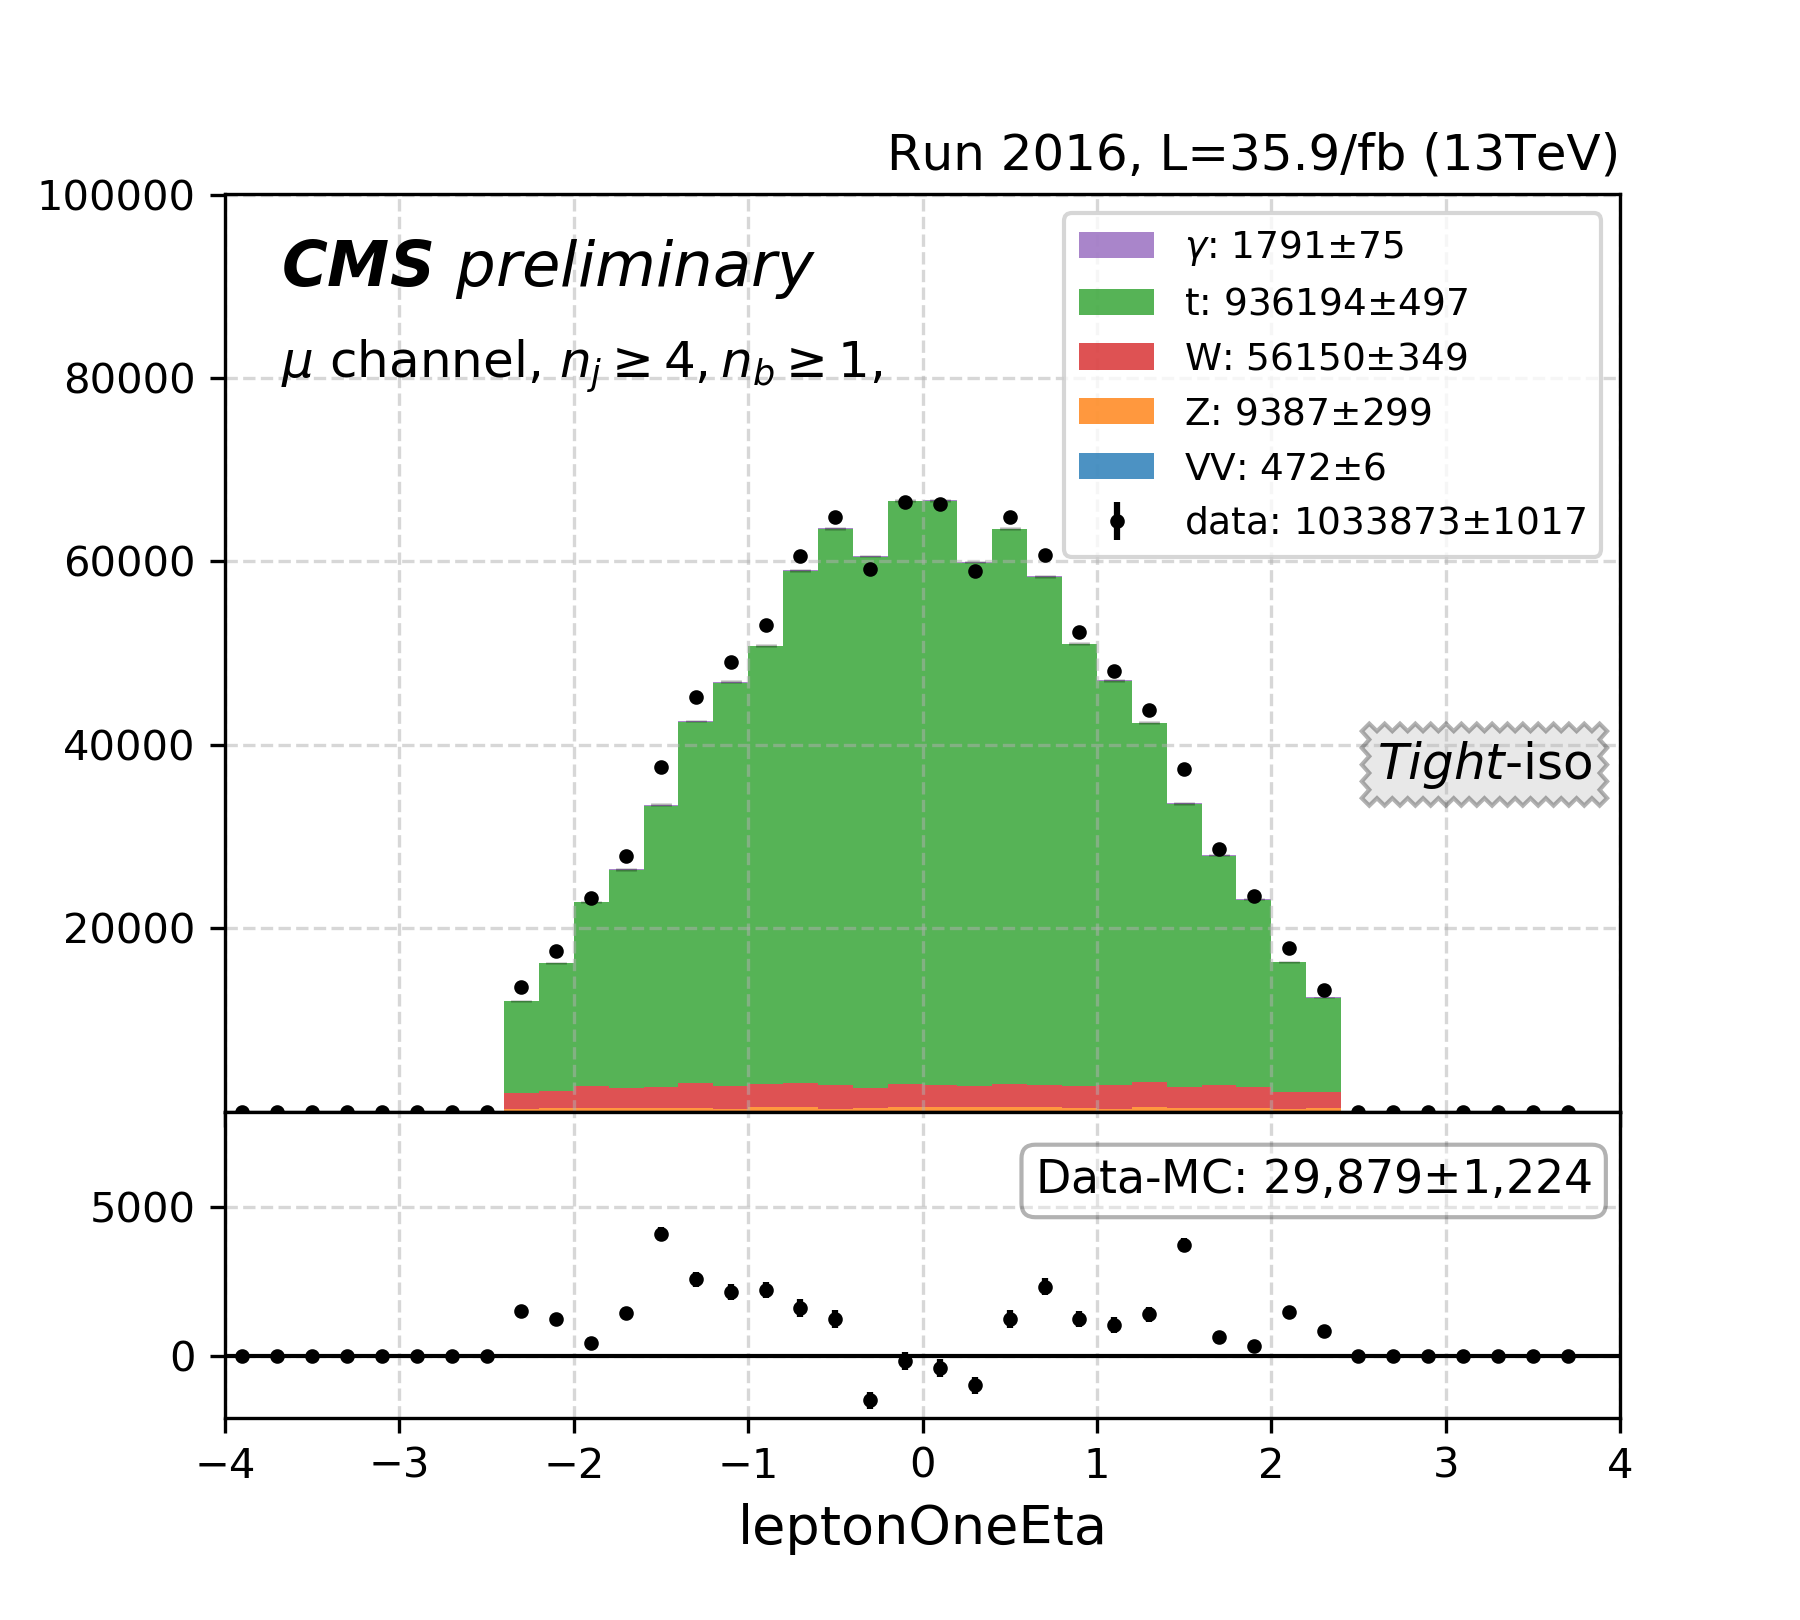 Run 2016, L=35.9/fb (13TeV)
100000
CMS preliminary
μ channel, n_j ≥ 4, n_b ≥ 1,
γ: 1791±75
t: 936194±497
W: 56150±349
Z: 9387±299
VV: 472±6
data: 1033873±1017
80000
60000
40000
Tight-iso
20000
Data-MC: 29,879±1,224
5000
0
−4 −3 −2 −1 0 1 2 3 4
leptonOneEta